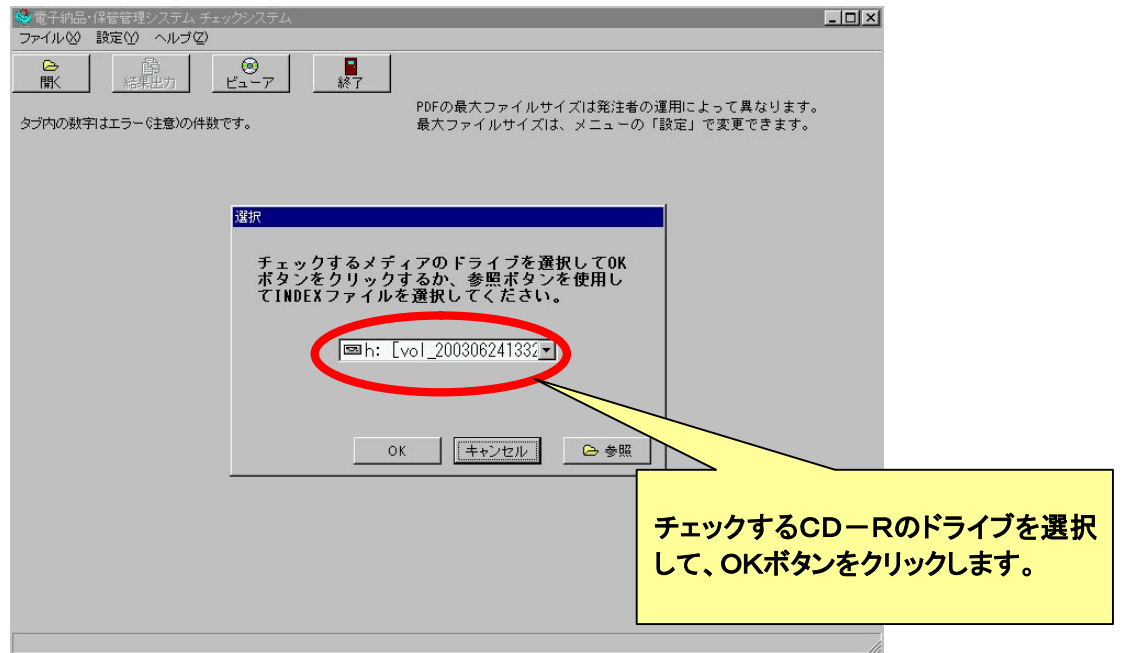 電子納品・保管管理システム チェックシステム
ファイル(X) 設定(Y) ヘルプ(Z)
開く 結果出力 ビューア 終了
PDFの最大ファイルサイズは発注者の運用によって異なります。
最大ファイルサイズは、メニューの「設定」で変更できます。
タブ内の数字はエラー(注意)の件数です。
選択
チェックするメディアのドライブを選択してOK
ボタンをクリックするか、参照ボタンを使用し
てINDEXファイルを選択してください。
h: [vol_200306241332
OK キャンセル 参照
チェックするCD-Rのドライブを選択
して、OKボタンをクリックします。